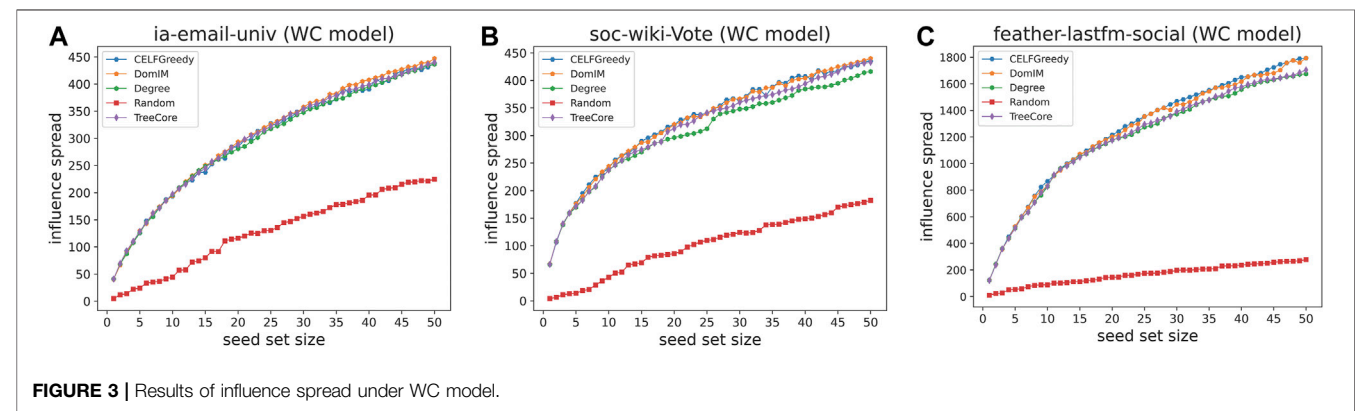 A
ia-email-univ (WC model)
450
400
350
300
250
200
150
100
50
0
influence spread
CELFGreedy
DomIM
Degree
Random
TreeCore
0 5 10 15 20 25 30 35 40 45 50
seed set size
B
soc-wiki-Vote (WC model)
450
400
350
300
250
200
150
100
50
0
influence spread
CELFGreedy
DomIM
Degree
Random
TreeCore
0 5 10 15 20 25 30 35 40 45 50
seed set size
C
feather-lastfm-social (WC model)
1800
1600
1400
1200
1000
800
600
400
200
0
influence spread
CELFGreedy
DomIM
Degree
Random
TreeCore
0 5 10 15 20 25 30 35 40 45 50
seed set size
FIGURE 3 | Results of influence spread under WC model.